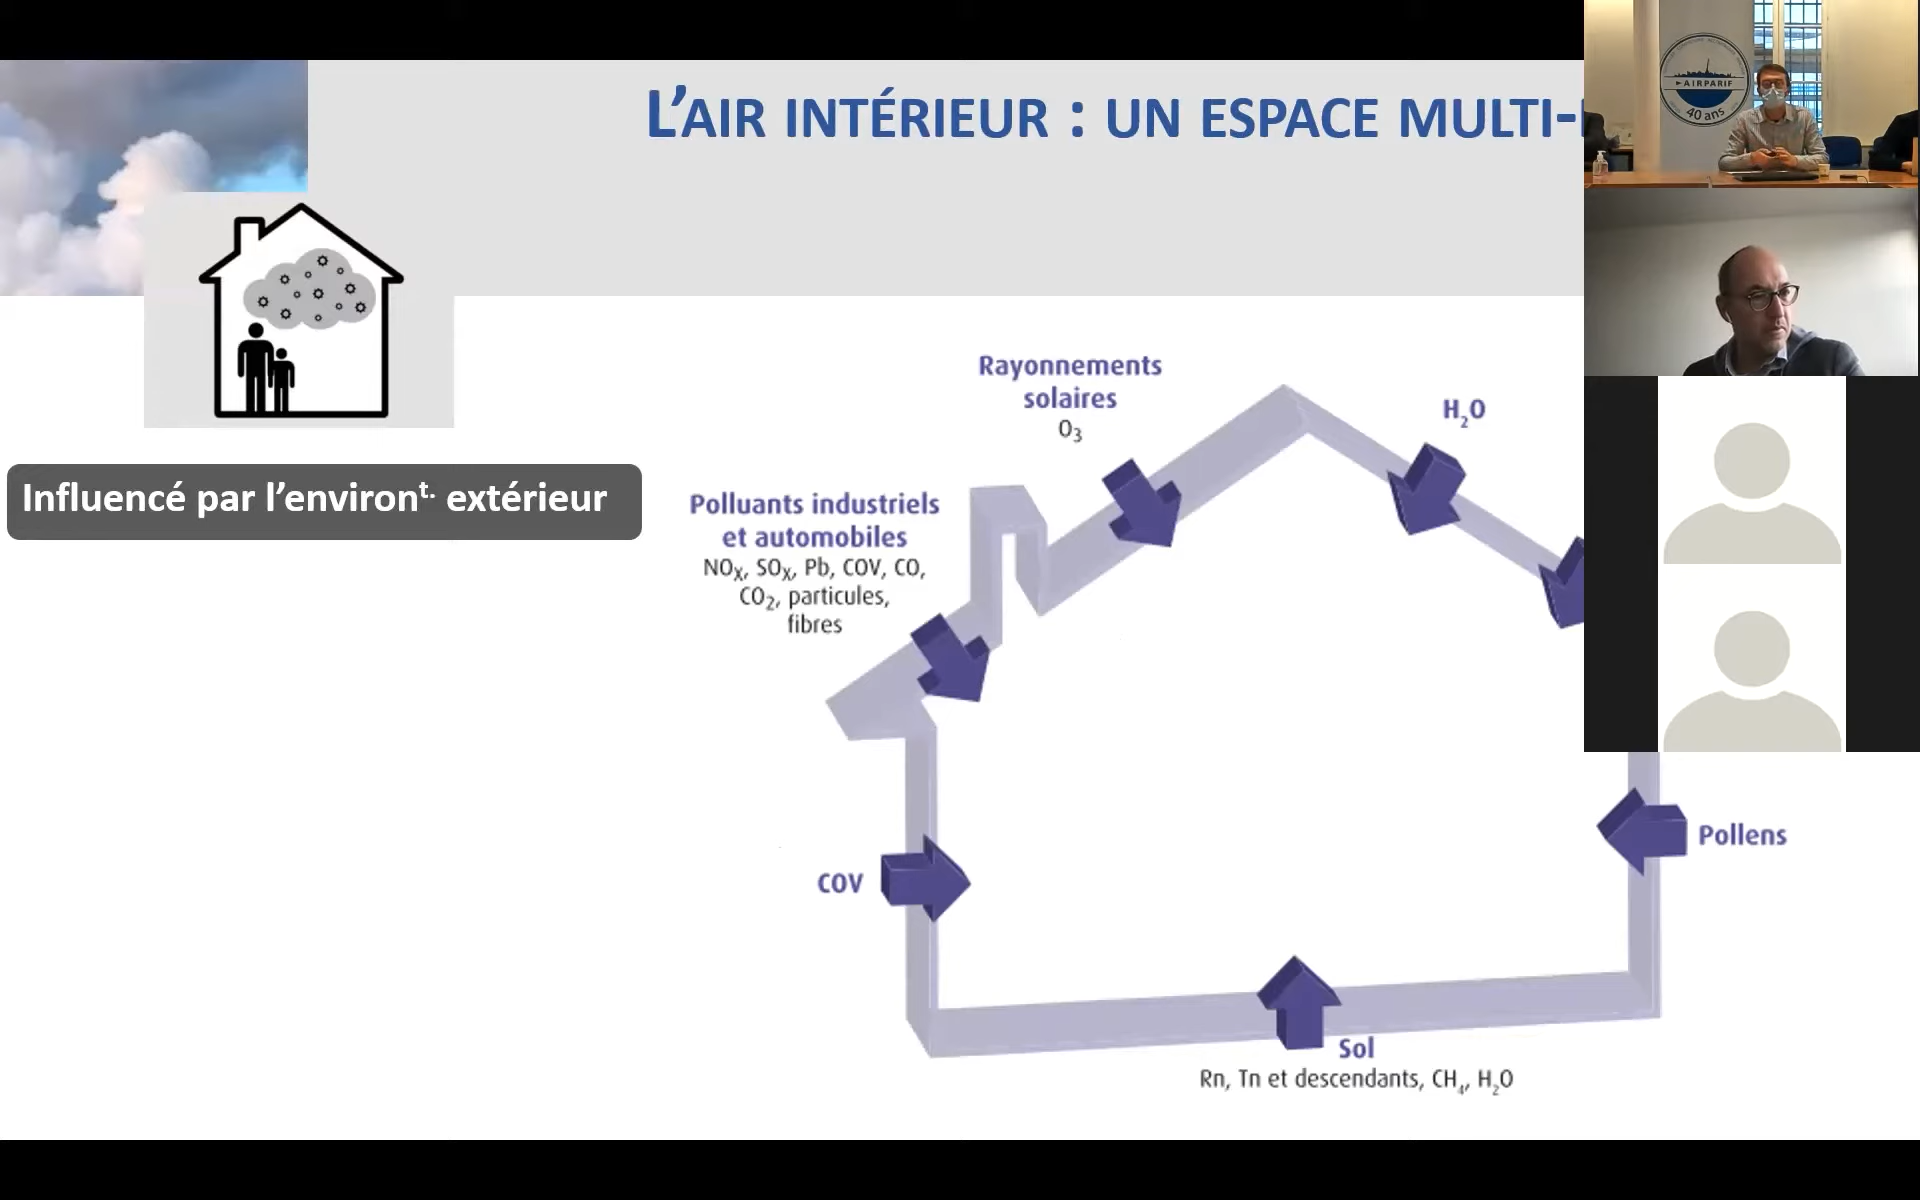 L’AIR INTÉRIEUR : UN ESPACE MULTI-
AIRPARIF
40 ans
Influencé par l’environᵗ· extérieur
Rayonnements
solaires
O₃
H₂O
Polluants industriels
et automobiles
NOₓ, SOₓ, Pb, COV, CO,
CO₂, particules,
fibres
COV
Pollens
Sol
Rn, Tn et descendants, CH₄, H₂O